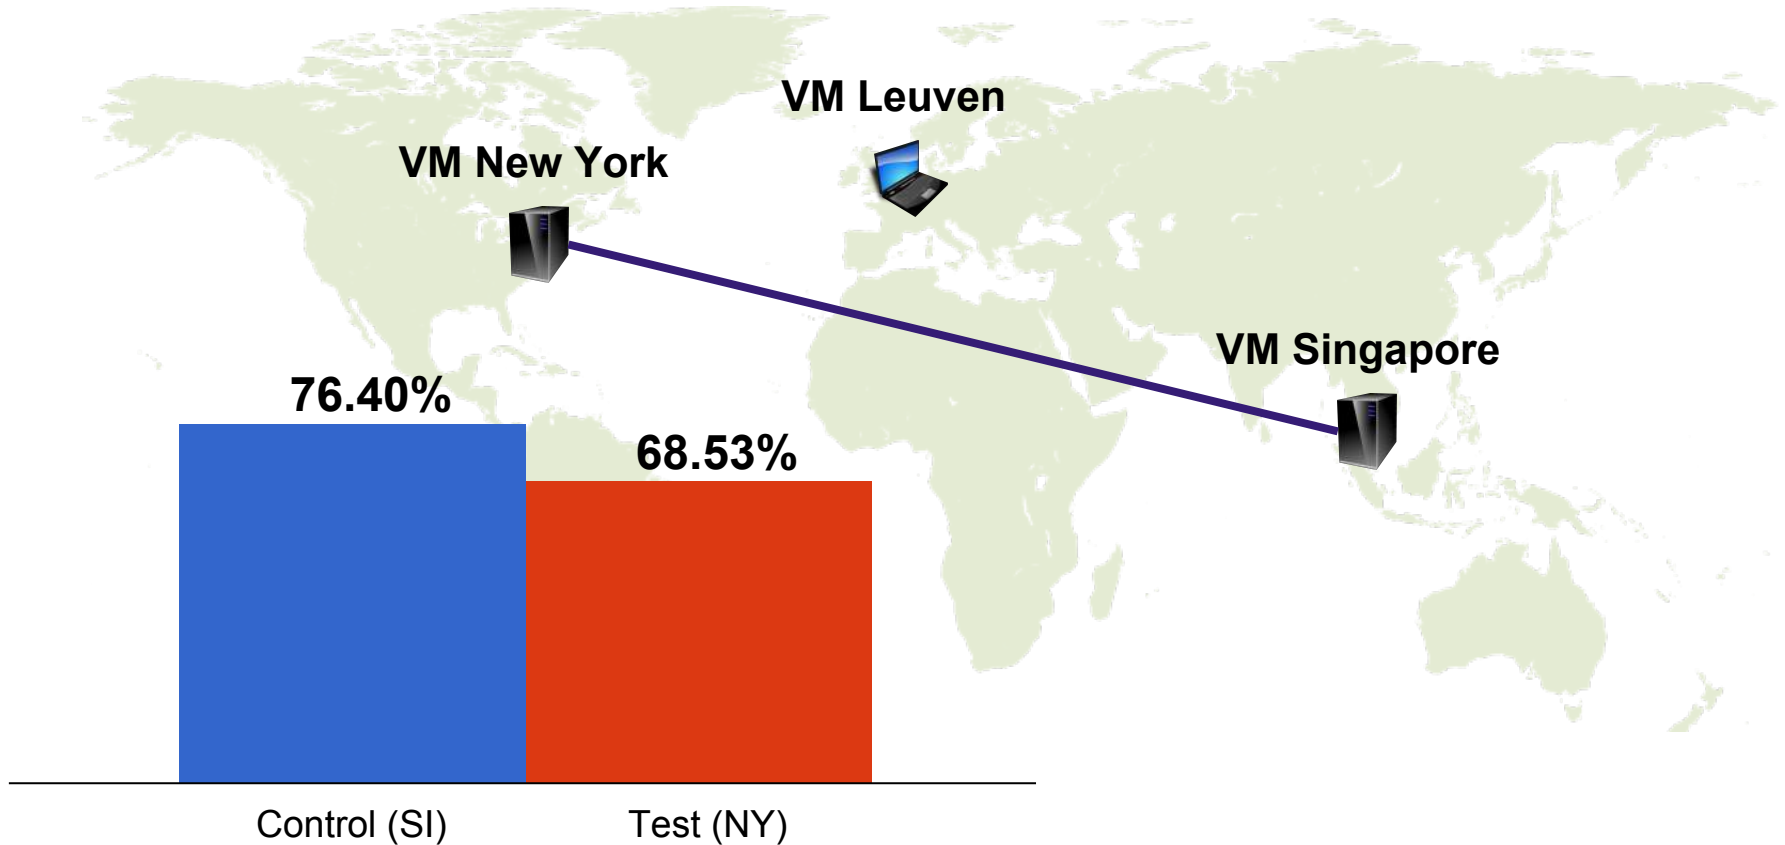 VM Leuven
VM New York
VM Singapore
76.40%
68.53%
Control (SI)
Test (NY)